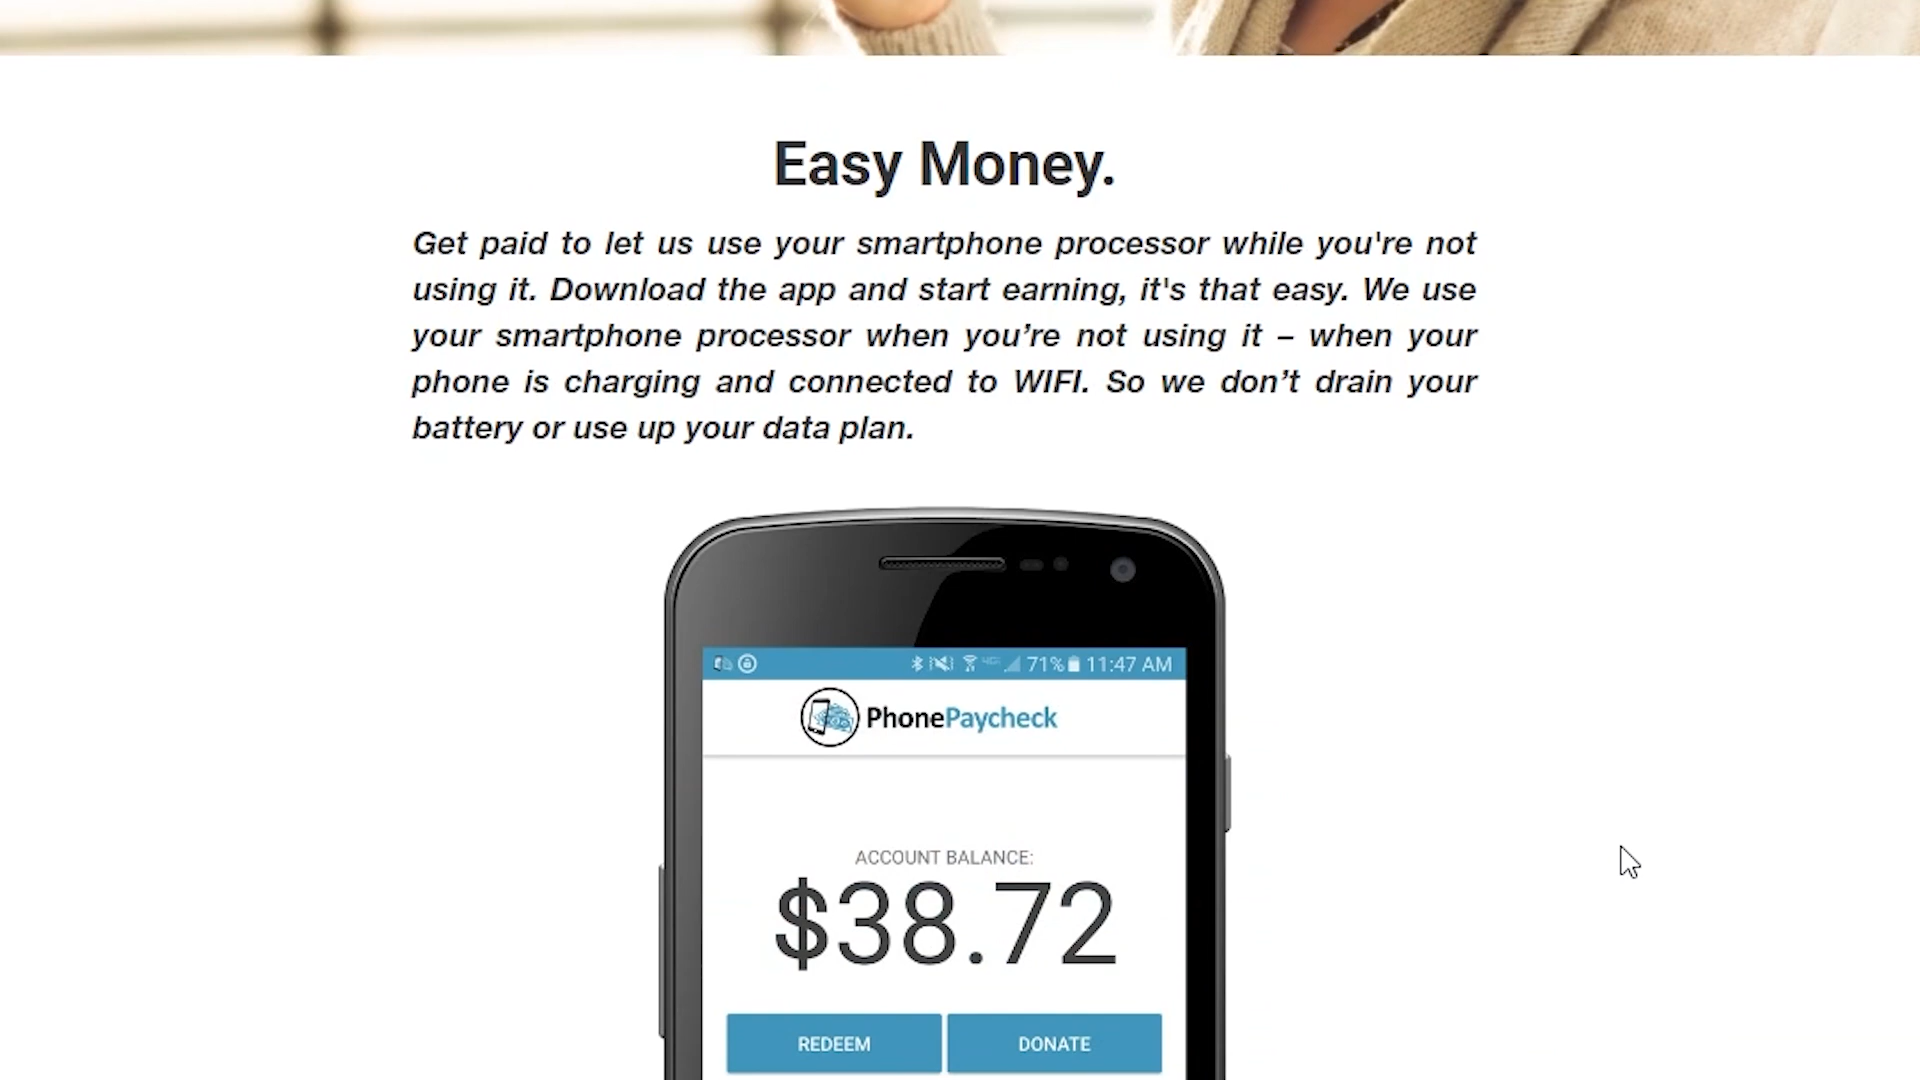 Easy Money.
Get paid to let us use your smartphone processor while you're not
using it. Download the app and start earning, it's that easy. We use
your smartphone processor when you’re not using it – when your
phone is charging and connected to WIFI. So we don’t drain your
battery or use up your data plan.
71% 11:47 AM
PhonePaycheck
ACCOUNT BALANCE:
$38.72
REDEEM DONATE